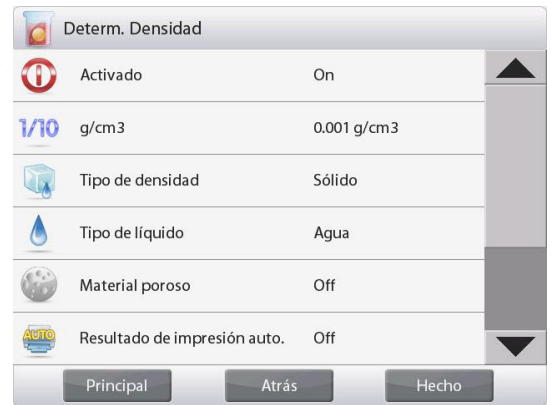 Determ. Densidad
Activado On
1/10 g/cm3 0.001 g/cm3
Tipo de densidad Sólido
Tipo de líquido Agua
Material poroso Off
AUTO Resultado de impresión auto. Off
Principal Atrás Hecho